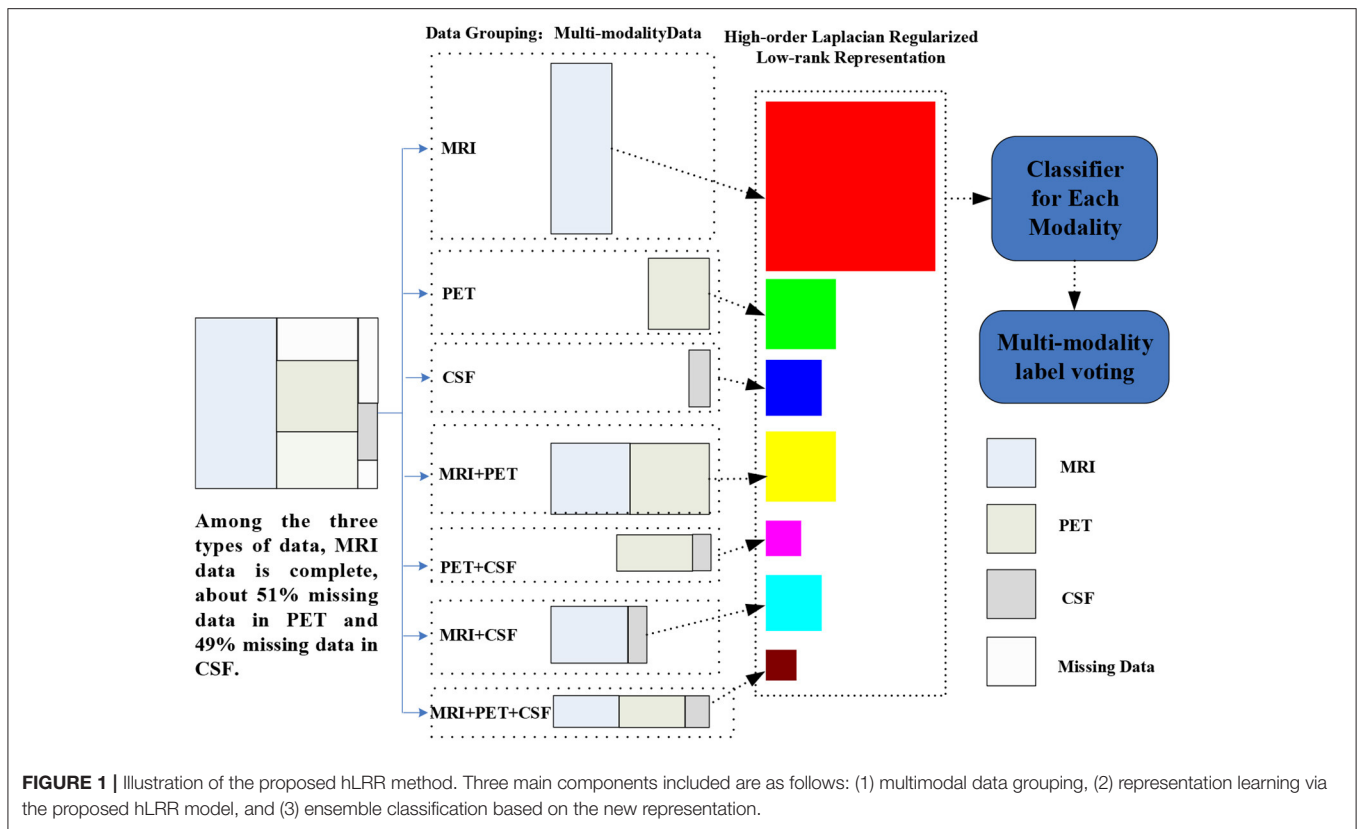 Data Grouping: Multi-modalityData
High-order Laplacian Regularized
Low-rank Representation
MRI
PET
CSF
MRI+PET
PET+CSF
MRI+CSF
MRI+PET+CSF
Among the three
types of data, MRI
data is complete,
about 51% missing
data in PET and
49% missing data in
CSF.
Classifier
for Each
Modality
Multi-modality
label voting
MRI
PET
CSF
Missing Data
FIGURE 1 | Illustration of the proposed hLRR method. Three main components included are as follows: (1) multimodal data grouping, (2) representation learning via
the proposed hLRR model, and (3) ensemble classification based on the new representation.